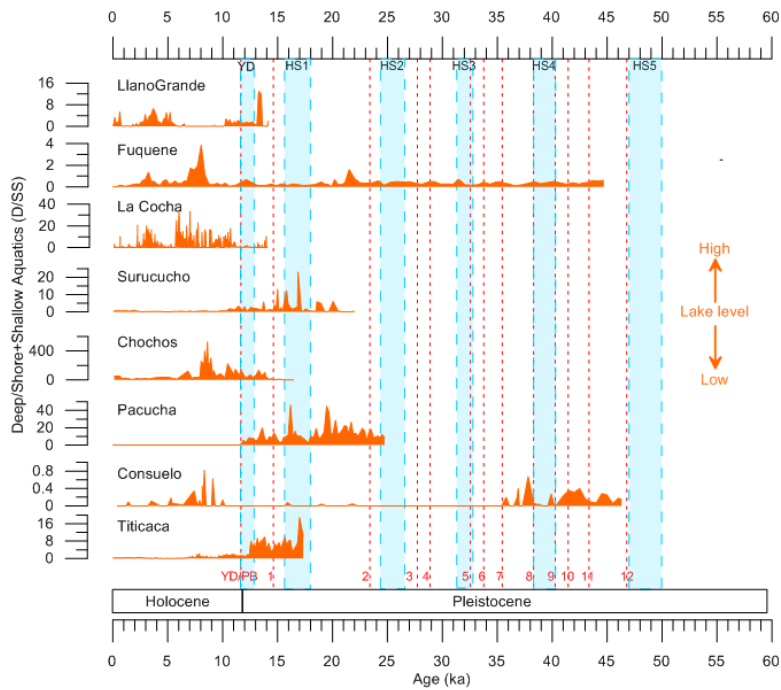 0 5 10 15 20 25 30 35 40 45 50 55 60
YD HS1 HS2 HS3 HS4 HS5
LlanoGrande
16
8
0
Fuquene
4
2
0
La Cocha
40
20
0
Surucucho
20
10
0
Chochos
400
0
Pacucha
40
20
0
Consuelo
0.8
0.4
0
Titicaca
16
8
0
Deep/Shore+Shallow Aquatics (D/SS)
High
Lake level
Low
YD/PB 1 2 3 4 5 6 7 8 9 10 11 12
Holocene Pleistocene
0 5 10 15 20 25 30 35 40 45 50 55 60
Age (ka)